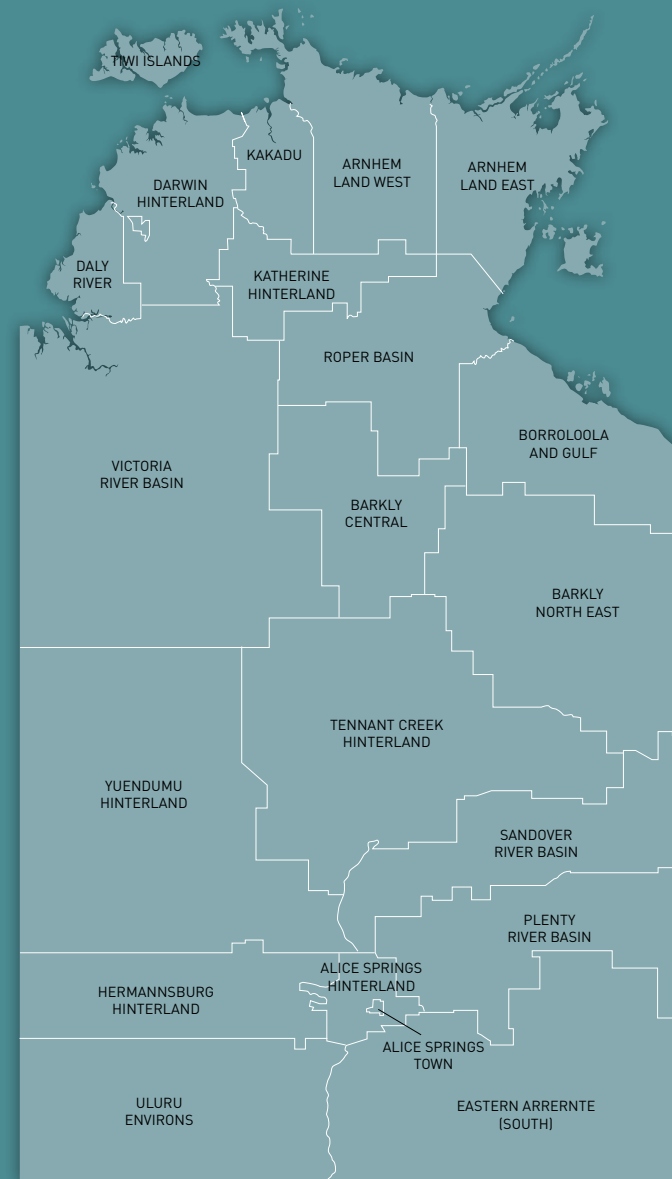 TIWI ISLANDS
KAKADU
ARNHEM
LAND WEST
ARNHEM
LAND EAST
DARWIN
HINTERLAND
DALY
RIVER
KATHERINE
HINTERLAND
ROPER BASIN
BORROLOOLA
AND GULF
VICTORIA
RIVER BASIN
BARKLY
CENTRAL
BARKLY
NORTH EAST
TENNANT CREEK
HINTERLAND
YUENDUMU
HINTERLAND
SANDOVER
RIVER BASIN
PLENTY
RIVER BASIN
ALICE SPRINGS
HINTERLAND
HERMANNSBURG
HINTERLAND
ALICE SPRINGS
TOWN
ULURU
ENVIRONS
EASTERN ARRERNTE
(SOUTH)